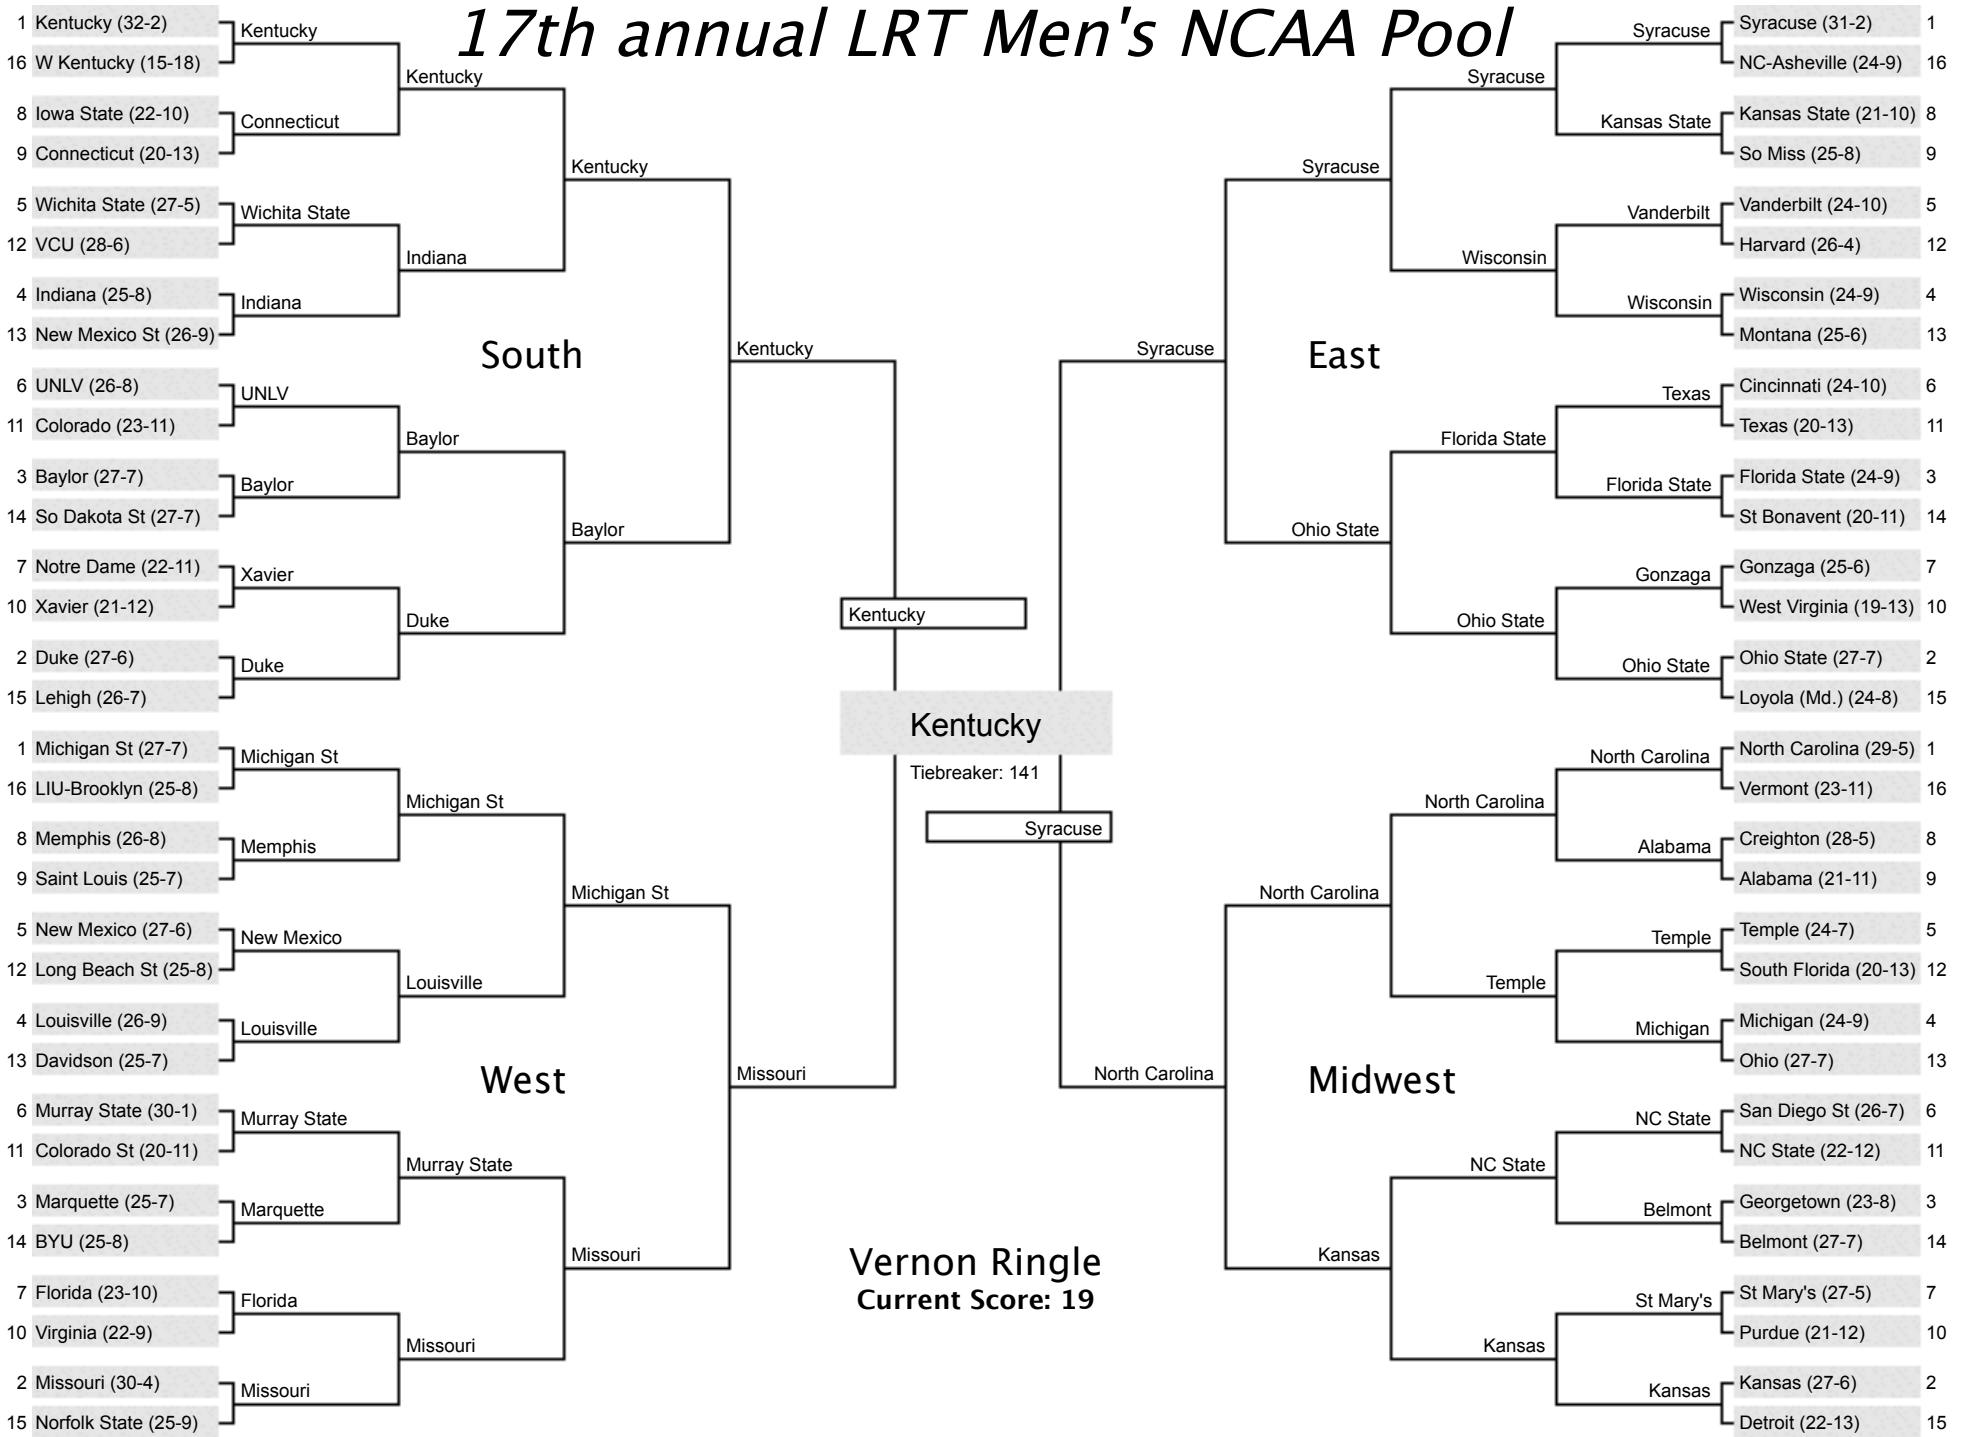 17th annual LRT Men's NCAA Pool
1 Kentucky (32-2)
16 W Kentucky (15-18)
8 Iowa State (22-10)
9 Connecticut (20-13)
5 Wichita State (27-5)
12 VCU (28-6)
4 Indiana (25-8)
13 New Mexico St (26-9)
6 UNLV (26-8)
11 Colorado (23-11)
3 Baylor (27-7)
14 So Dakota St (27-7)
7 Notre Dame (22-11)
10 Xavier (21-12)
2 Duke (27-6)
15 Lehigh (26-7)
Kentucky
Connecticut
Wichita State
Indiana
UNLV
Baylor
Xavier
Duke
Kentucky
Indiana
Baylor
Duke
Kentucky
Baylor
Kentucky
South
1 Michigan St (27-7)
16 LIU-Brooklyn (25-8)
8 Memphis (26-8)
9 Saint Louis (25-7)
5 New Mexico (27-6)
12 Long Beach St (25-8)
4 Louisville (26-9)
13 Davidson (25-7)
6 Murray State (30-1)
11 Colorado St (20-11)
3 Marquette (25-7)
14 BYU (25-8)
7 Florida (23-10)
10 Virginia (22-9)
2 Missouri (30-4)
15 Norfolk State (25-9)
Michigan St
Memphis
New Mexico
Louisville
Murray State
Marquette
Florida
Missouri
Michigan St
Louisville
Murray State
Missouri
Michigan St
Missouri
Missouri
West
Kentucky
Kentucky
Tiebreaker: 141
Syracuse
Vernon Ringle
Current Score: 19
Syracuse (31-2) 1
NC-Asheville (24-9) 16
Kansas State (21-10) 8
So Miss (25-8) 9
Vanderbilt (24-10) 5
Harvard (26-4) 12
Wisconsin (24-9) 4
Montana (25-6) 13
Cincinnati (24-10) 6
Texas (20-13) 11
Florida State (24-9) 3
St Bonavent (20-11) 14
Gonzaga (25-6) 7
West Virginia (19-13) 10
Ohio State (27-7) 2
Loyola (Md.) (24-8) 15
Syracuse
Kansas State
Vanderbilt
Wisconsin
Texas
Florida State
Gonzaga
Ohio State
Syracuse
Wisconsin
Florida State
Ohio State
Syracuse
Ohio State
Syracuse
East
North Carolina (29-5) 1
Vermont (23-11) 16
Creighton (28-5) 8
Alabama (21-11) 9
Temple (24-7) 5
South Florida (20-13) 12
Michigan (24-9) 4
Ohio (27-7) 13
San Diego St (26-7) 6
NC State (22-12) 11
Georgetown (23-8) 3
Belmont (27-7) 14
St Mary's (27-5) 7
Purdue (21-12) 10
Kansas (27-6) 2
Detroit (22-13) 15
North Carolina
Alabama
Temple
Michigan
NC State
Belmont
St Mary's
Kansas
North Carolina
Temple
NC State
Kansas
North Carolina
Kansas
North Carolina
Midwest